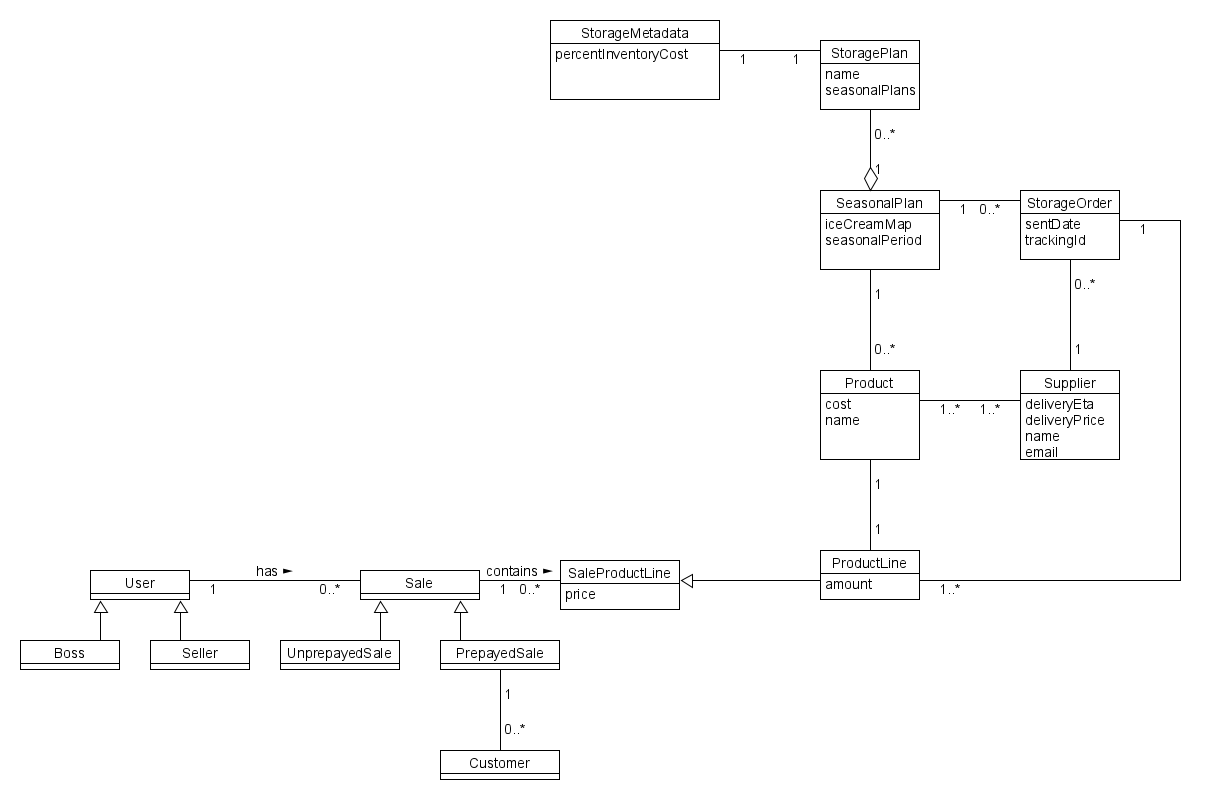 StorageMetadata
percentInventoryCost
1
1
StoragePlan
name
seasonalPlans
0..*
1
SeasonalPlan
iceCreamMap
seasonalPeriod
1
0..*
StorageOrder
sentDate
trackingId
1
1
0..*
0..*
1
Product
cost
name
1..*
1..*
Supplier
deliveryEta
deliveryPrice
name
email
1
1
ProductLine
amount
1..*
User
has ►
1
0..*
Sale
contains ►
1
0..*
SaleProductLine
price
Boss
Seller
UnprepayedSale
PrepayedSale
1
0..*
Customer